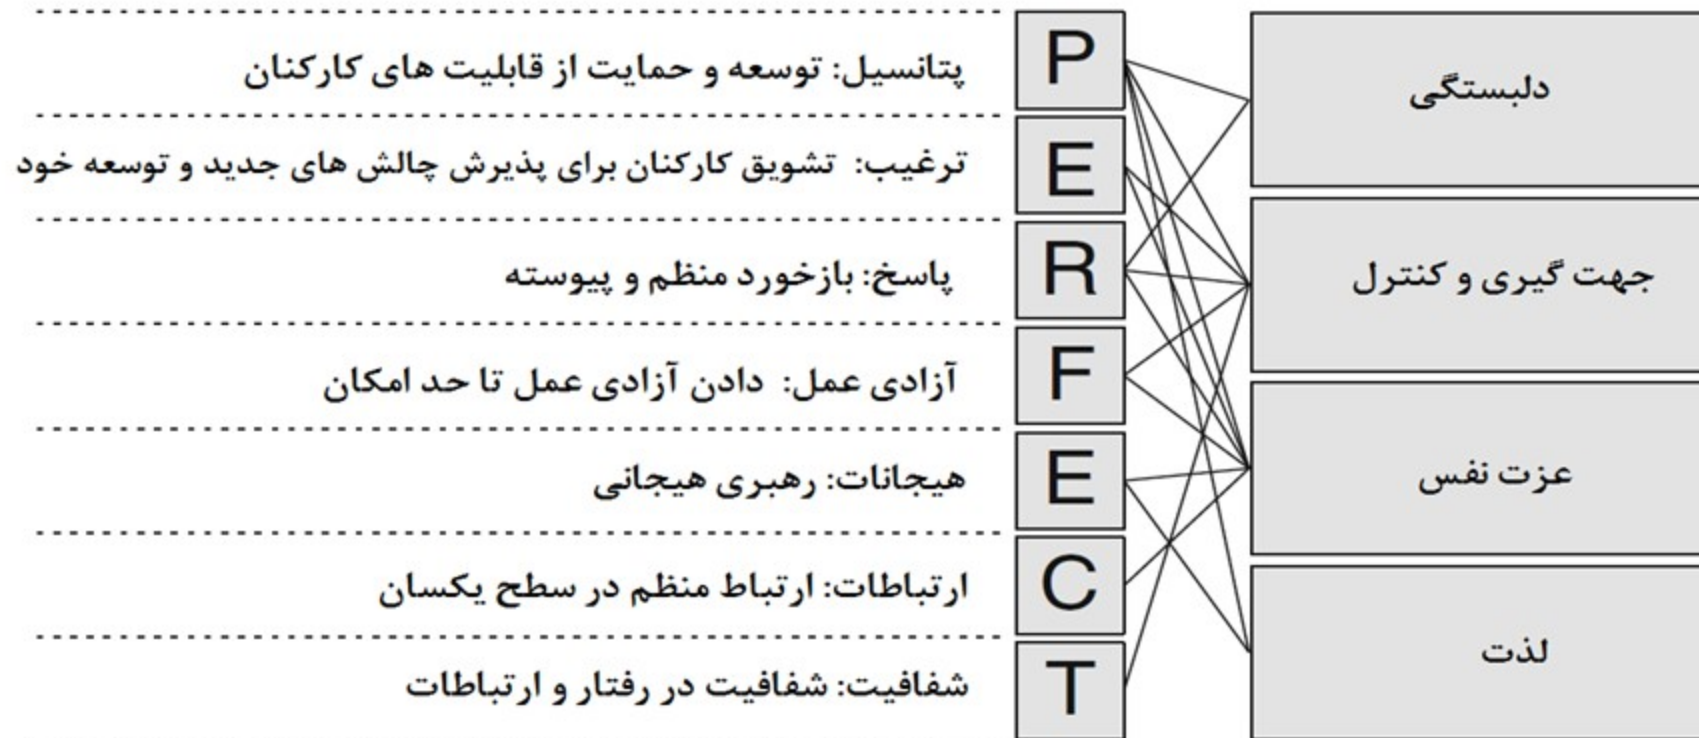 P
پتانسیل: توسعه و حمایت از قابلیت های کارکنان
E
ترغیب: تشویق کارکنان برای پذیرش چالش های جدید و توسعه خود
R
پاسخ: بازخورد منظم و پیوسته
F
آزادی عمل: دادن آزادی عمل تا حد امکان
E
هیجانات: رهبری هیجانی
C
ارتباطات: ارتباط منظم در سطح یکسان
T
شفافیت: شفافیت در رفتار و ارتباطات
دلبستگی
جهت گیری و کنترل
عزت نفس
لذت